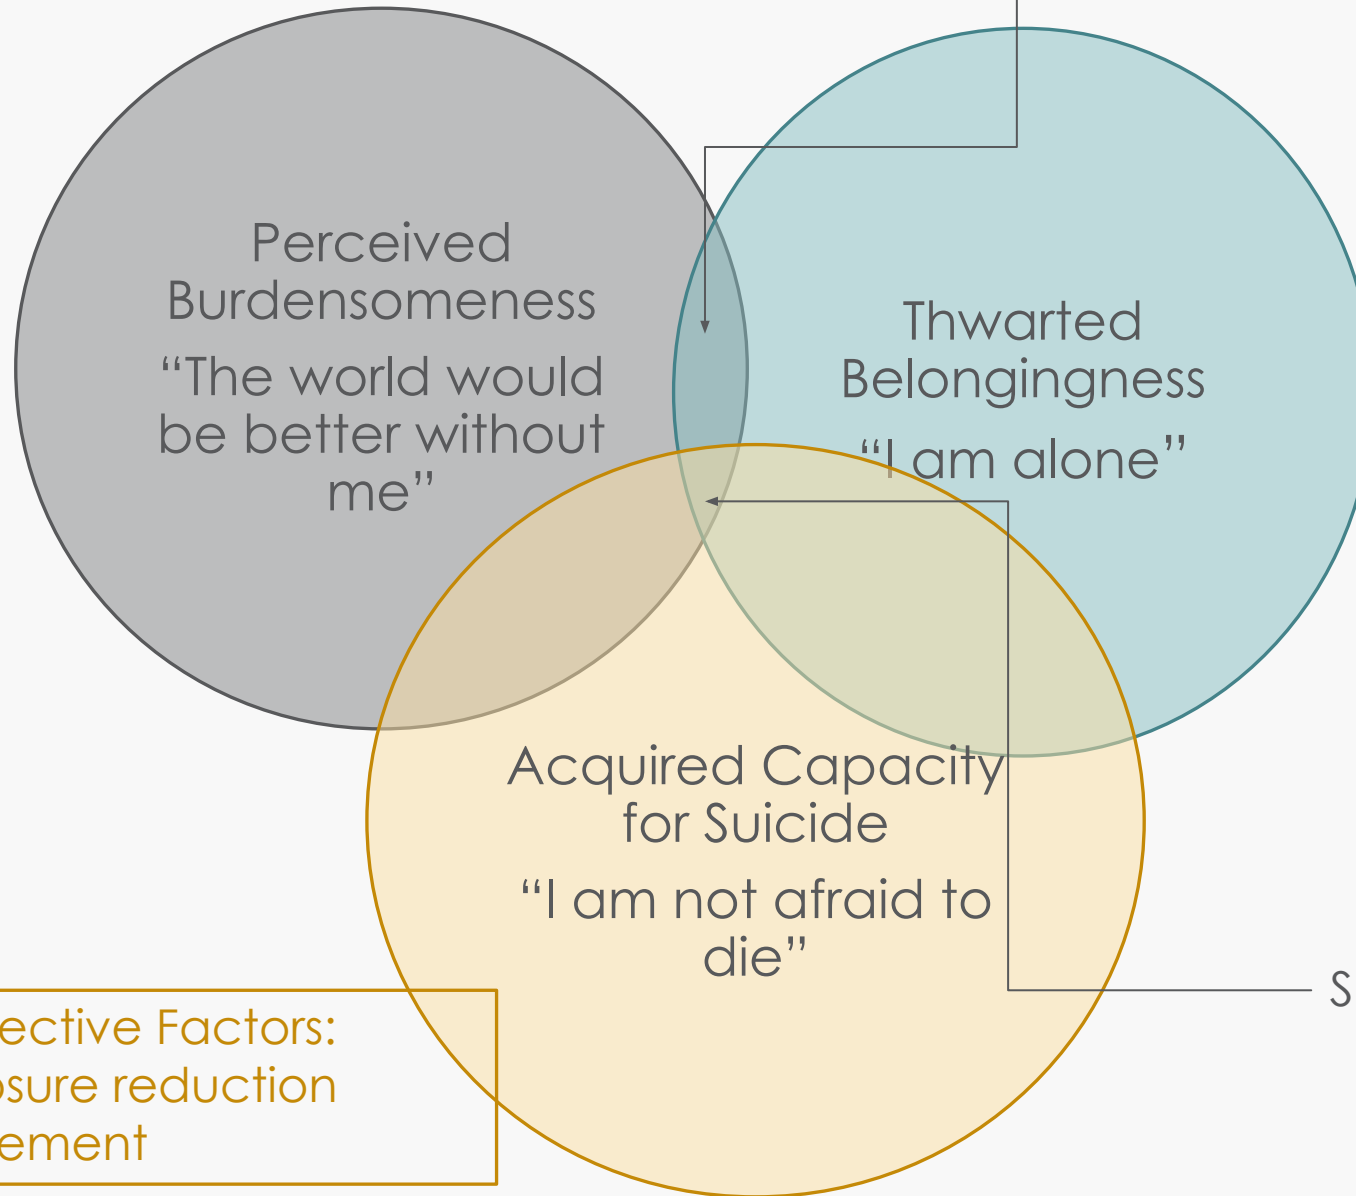 Perceived
Burdensomeness
“The world would
be better without
me”
Thwarted
Belongingness
“I am alone”
Acquired Capacity
for Suicide
“I am not afraid to
die”
S
ective Factors:
osure reduction
ement